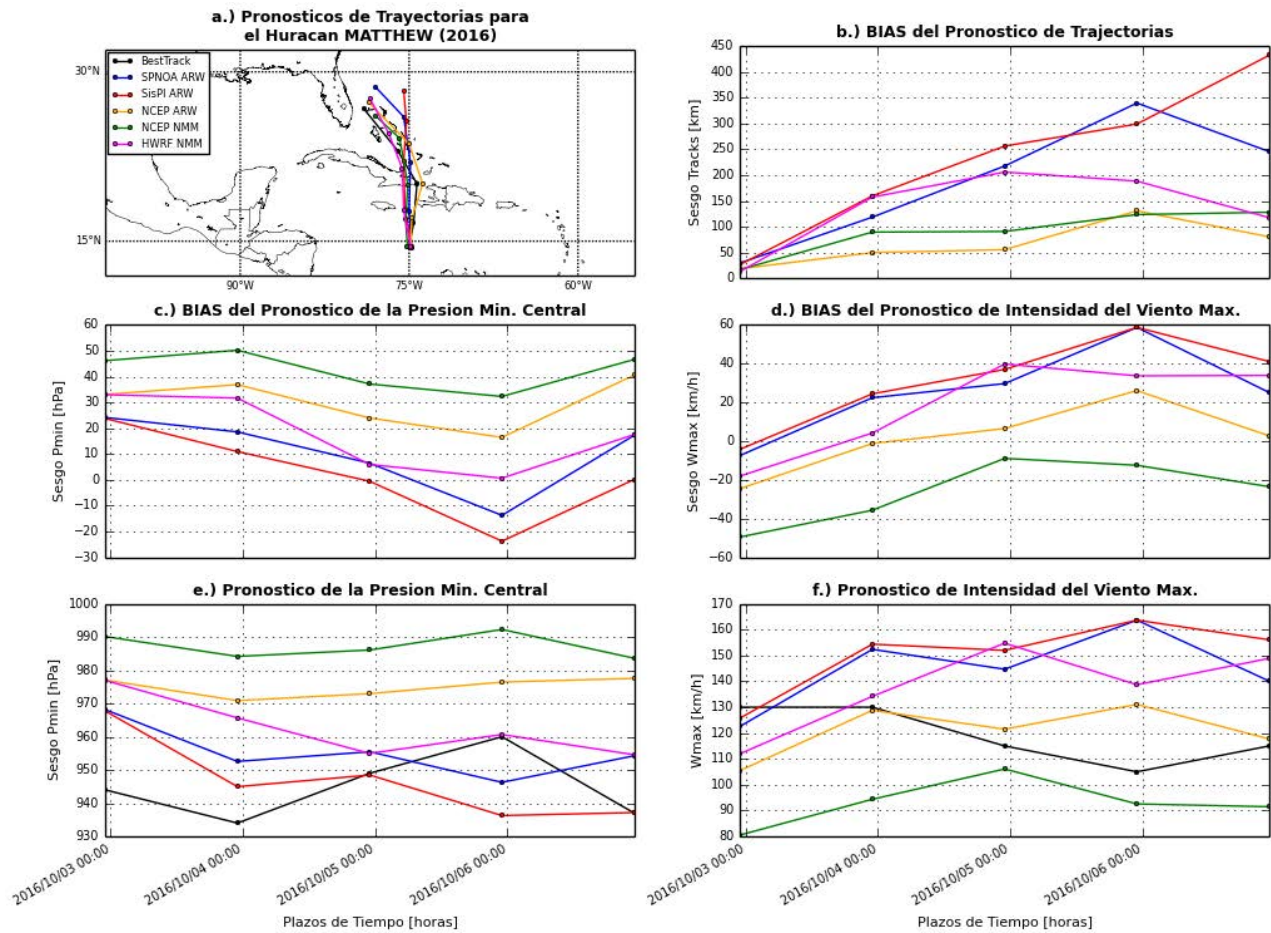 a.) Pronosticos de Trayectorias para
el Huracan MATTHEW (2016)
BestTrack
SPNOA ARW
SisPI ARW
NCEP ARW
NCEP NMM
HWRF NMM
30°N
15°N
90°W
75°W
60°W
b.) BIAS del Pronostico de Trajectorias
Sesgo Tracks [km]
450
400
350
300
250
200
150
100
50
0
c.) BIAS del Pronostico de la Presion Min. Central
Sesgo Pmin [hPa]
60
50
40
30
20
10
0
−10
−20
−30
d.) BIAS del Pronostico de Intensidad del Viento Max.
Sesgo Wmax [km/h]
60
40
20
0
−20
−40
−60
e.) Pronostico de la Presion Min. Central
Sesgo Pmin [hPa]
1000
990
980
970
960
950
940
930
2016/10/03 00:00
2016/10/04 00:00
2016/10/05 00:00
2016/10/06 00:00
Plazos de Tiempo [horas]
f.) Pronostico de Intensidad del Viento Max.
Wmax [km/h]
170
160
150
140
130
120
110
100
90
80
2016/10/03 00:00
2016/10/04 00:00
2016/10/05 00:00
2016/10/06 00:00
Plazos de Tiempo [horas]